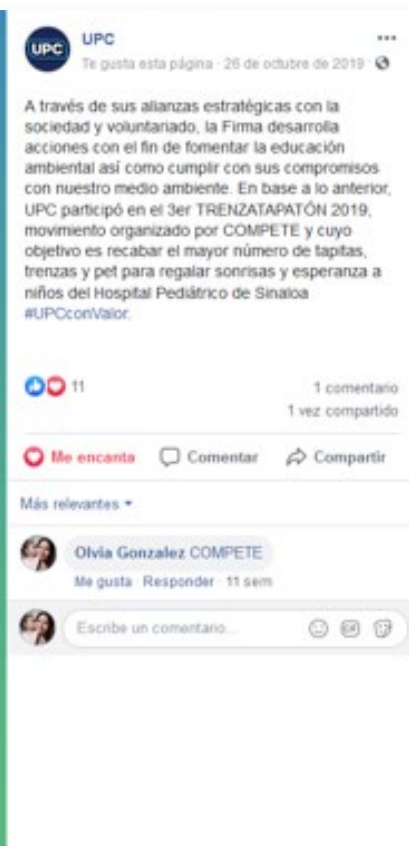 UPC
UPC
Te gusta esta página · 26 de octubre de 2019 ·
A través de sus alianzas estratégicas con la
sociedad y voluntariado, la Firma desarrolla
acciones con el fin de fomentar la educación
ambiental así como cumplir con sus compromisos
con nuestro medio ambiente. En base a lo anterior,
UPC participó en el 3er TRENZATAPATÓN 2019,
movimiento organizado por COMPETE y cuyo
objetivo es recabar el mayor número de tapitas,
trenzas y pet para regalar sonrisas y esperanza a
niños del Hospital Pediátrico de Sinaloa
#UPCconValor.
11
1 comentario
1 vez compartido
Me encanta Comentar Compartir
Más relevantes
Olvia Gonzalez COMPETE
Me gusta · Responder · 11 sem
Escribe un comentario...
GIF